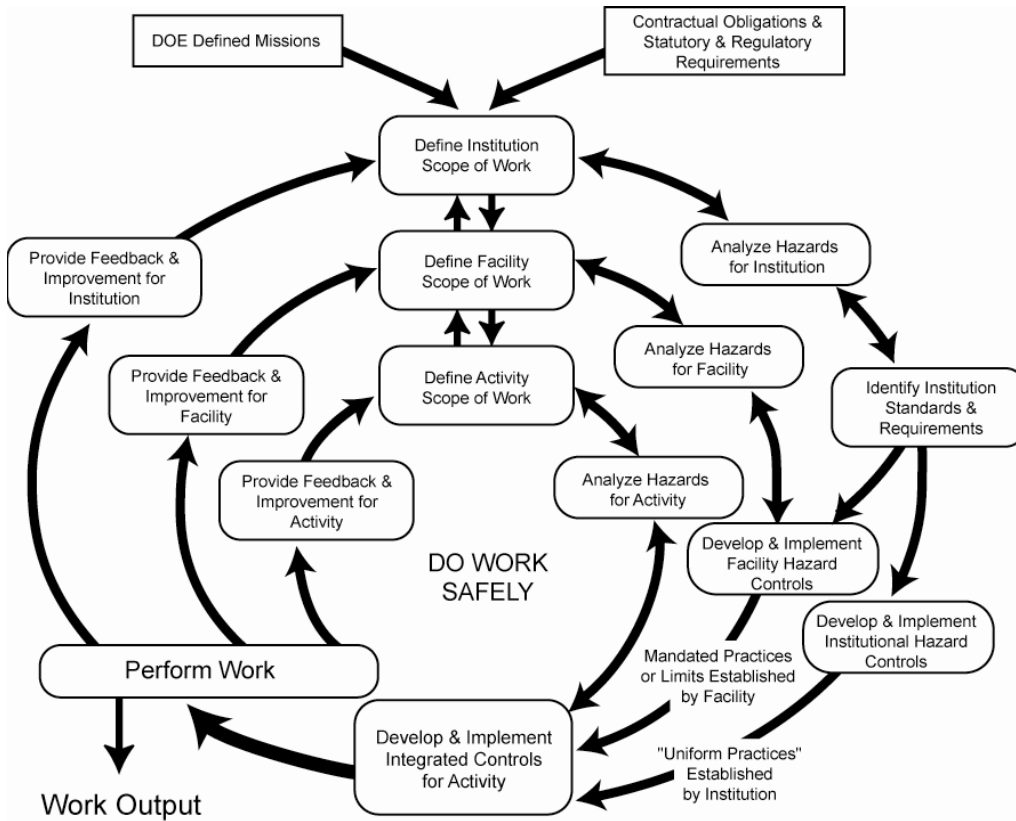 DOE Defined Missions
Contractual Obligations &
Statutory & Regulatory
Requirements
Define Institution
Scope of Work
Provide Feedback &
Improvement for
Institution
Define Facility
Scope of Work
Analyze Hazards
for Institution
Provide Feedback &
Improvement for
Facility
Define Activity
Scope of Work
Analyze Hazards
for Facility
Identify Institution
Standards &
Requirements
Provide Feedback &
Improvement for
Activity
Analyze Hazards
for Activity
DO WORK
SAFELY
Develop & Implement
Facility Hazard
Controls
Develop & Implement
Institutional Hazard
Controls
Perform Work
Mandated Practices
or Limits Established
by Facility
Develop & Implement
Integrated Controls
for Activity
"Uniform Practices"
Established
by Institution
Work Output